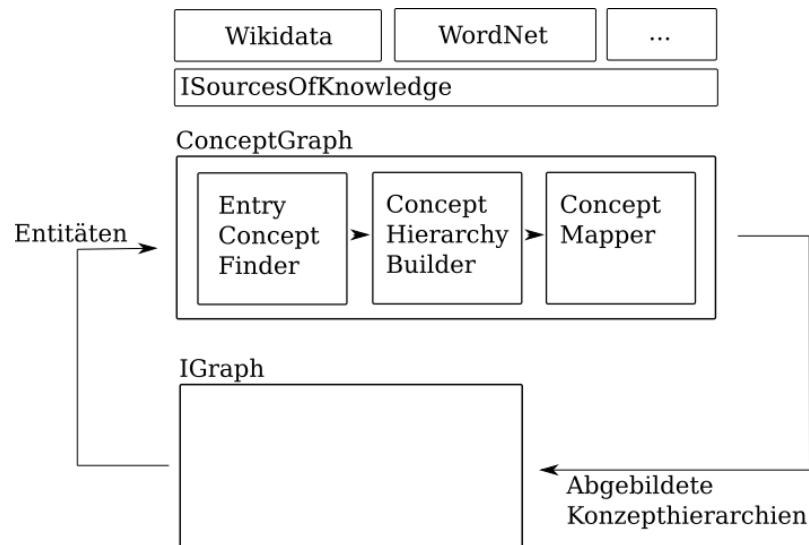 Wikidata
WordNet
...
ISourcesOfKnowledge
ConceptGraph
Entry
Concept
Finder
Concept
Hierarchy
Builder
Concept
Mapper
Entitäten
IGraph
Abgebildete
Konzepthierarchien